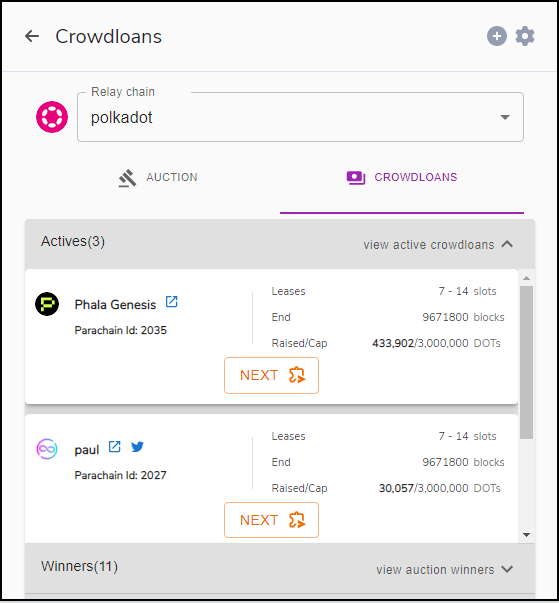 Crowdloans
Relay chain
polkadot
AUCTION
CROWDLOANS
Actives(3)
view active crowdloans
Phala Genesis
Parachain Id: 2035
Leases 7 - 14 slots
End 9671800 blocks
Raised/Cap 433,902/3,000,000 DOTs
NEXT
paul
Parachain Id: 2027
Leases 7 - 14 slots
End 9671800 blocks
Raised/Cap 30,057/3,000,000 DOTs
NEXT
Winners(11)
view auction winners